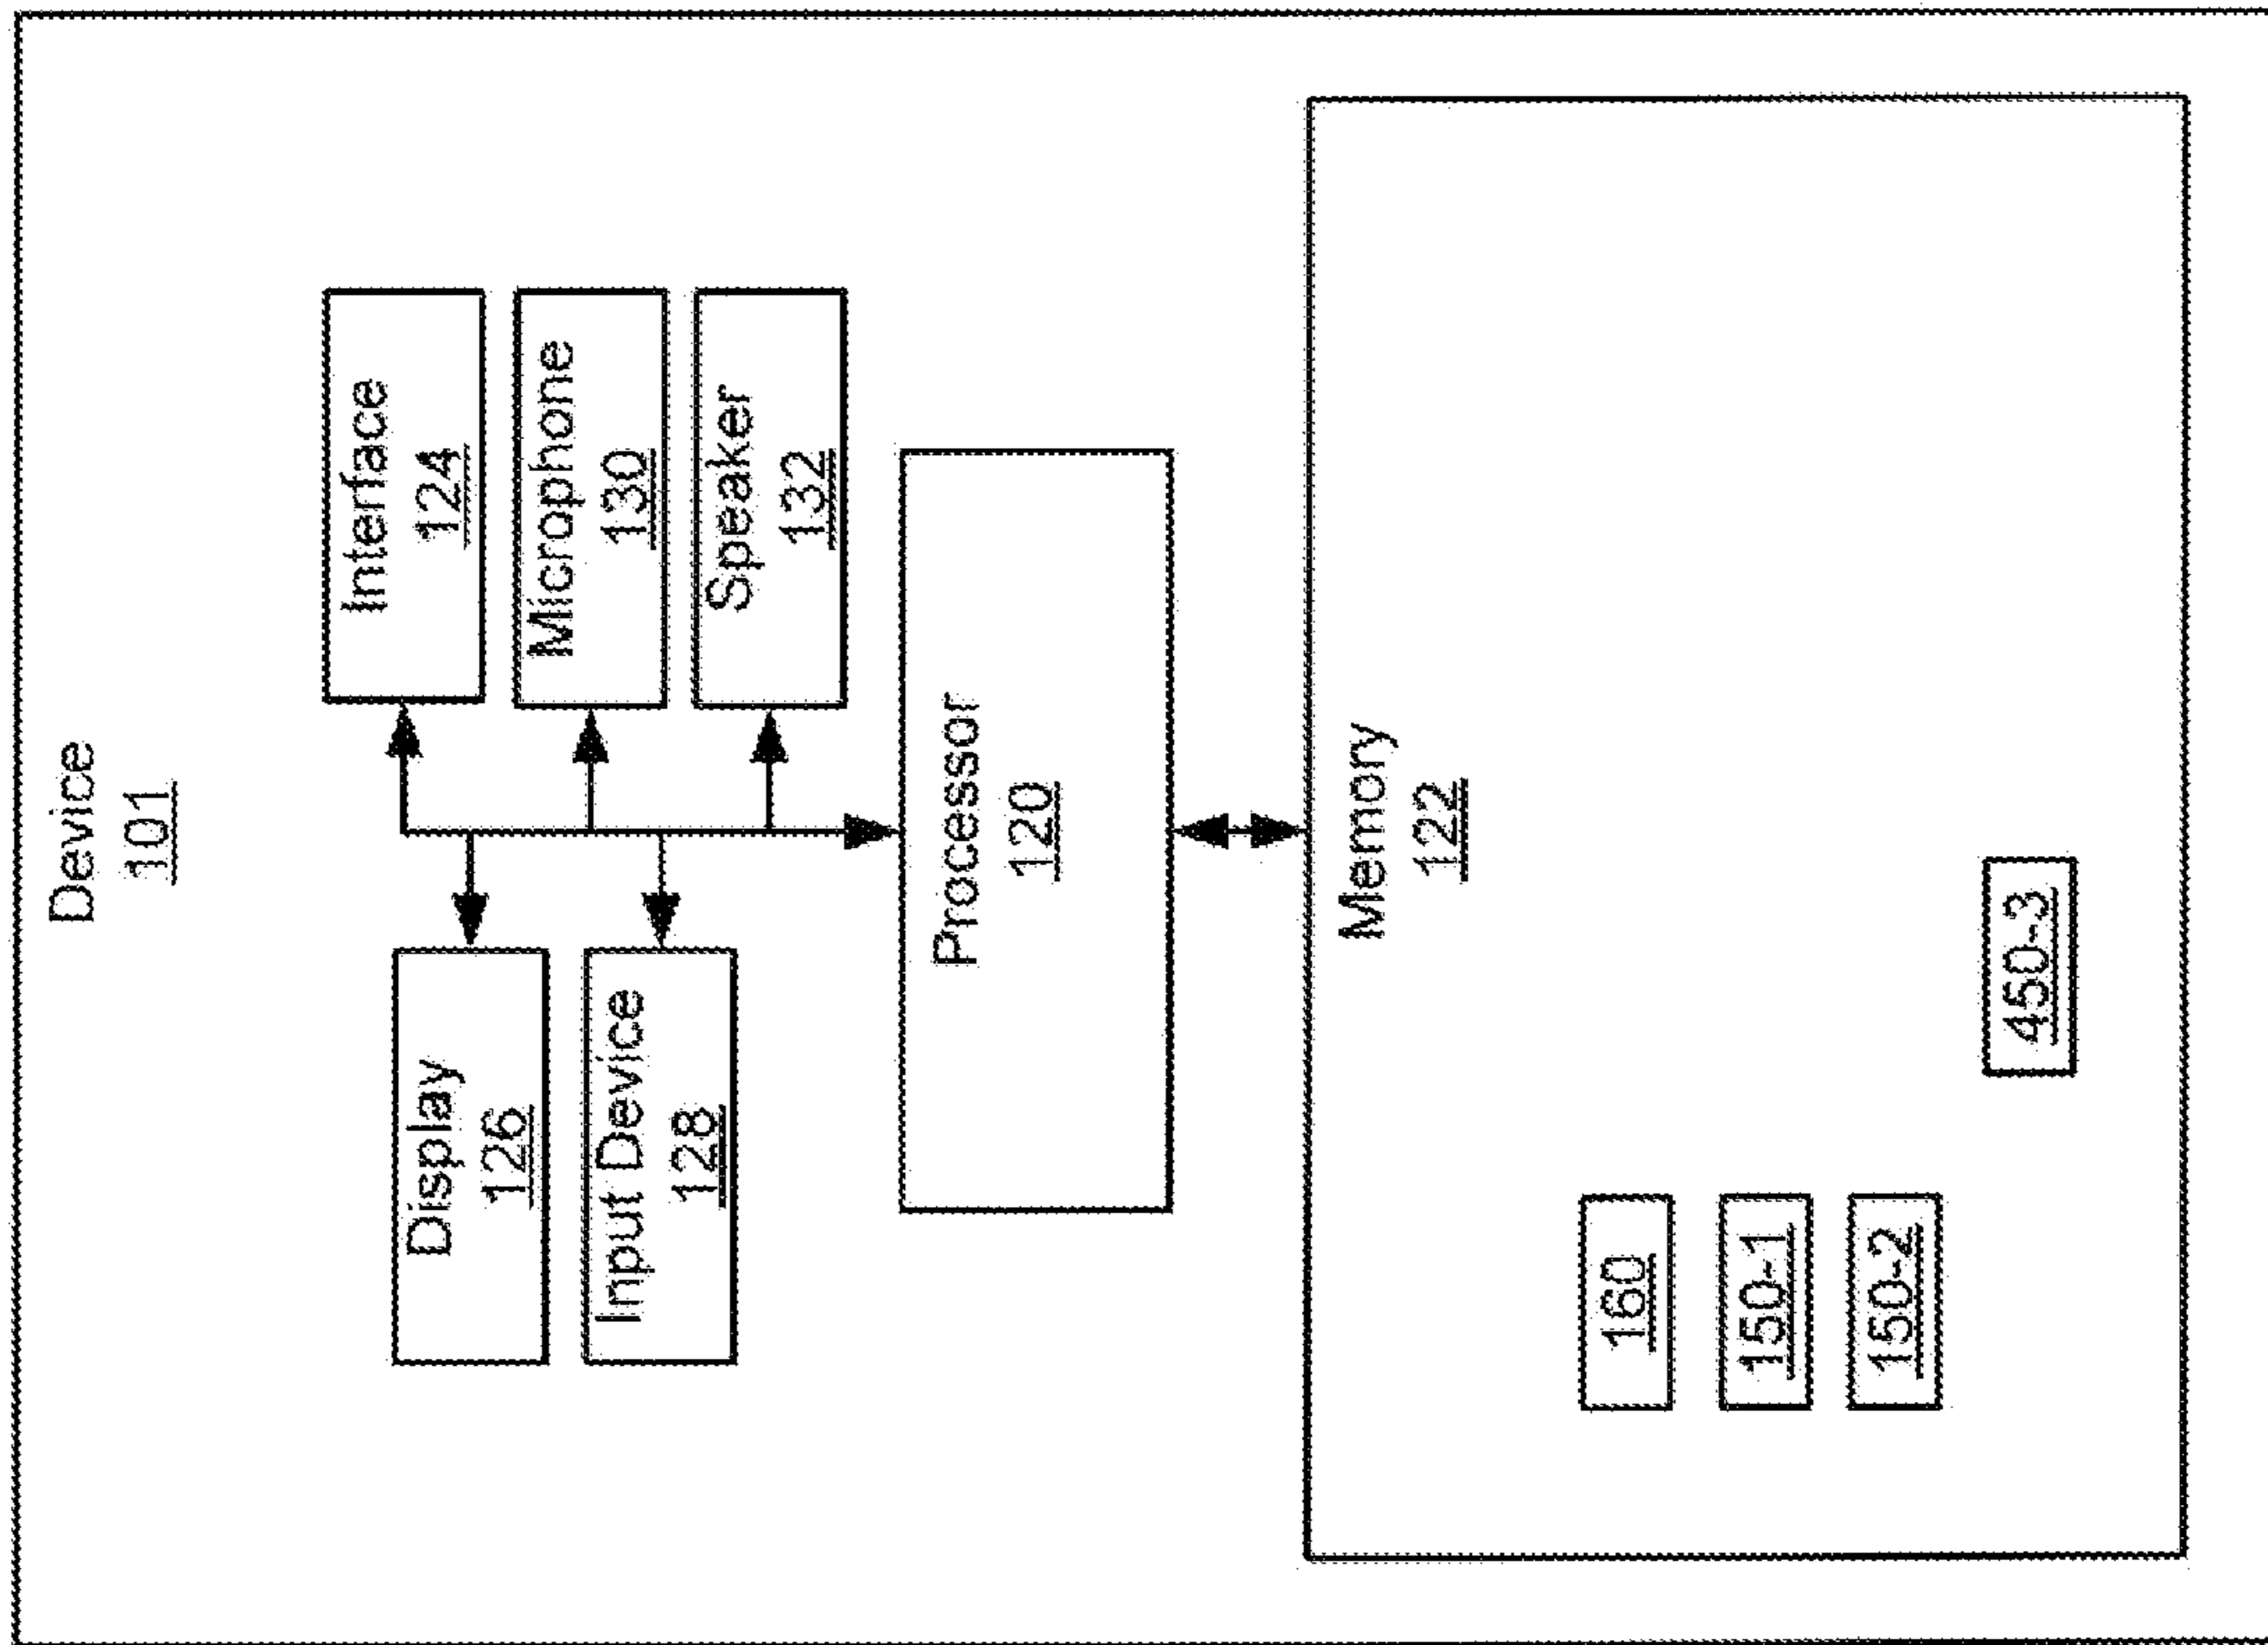 Device
101
Display
126
Interface
124
Input Device
128
Microphone
130
Speaker
132
Processor
120
Memory
122
160
150-1
150-2
450-3